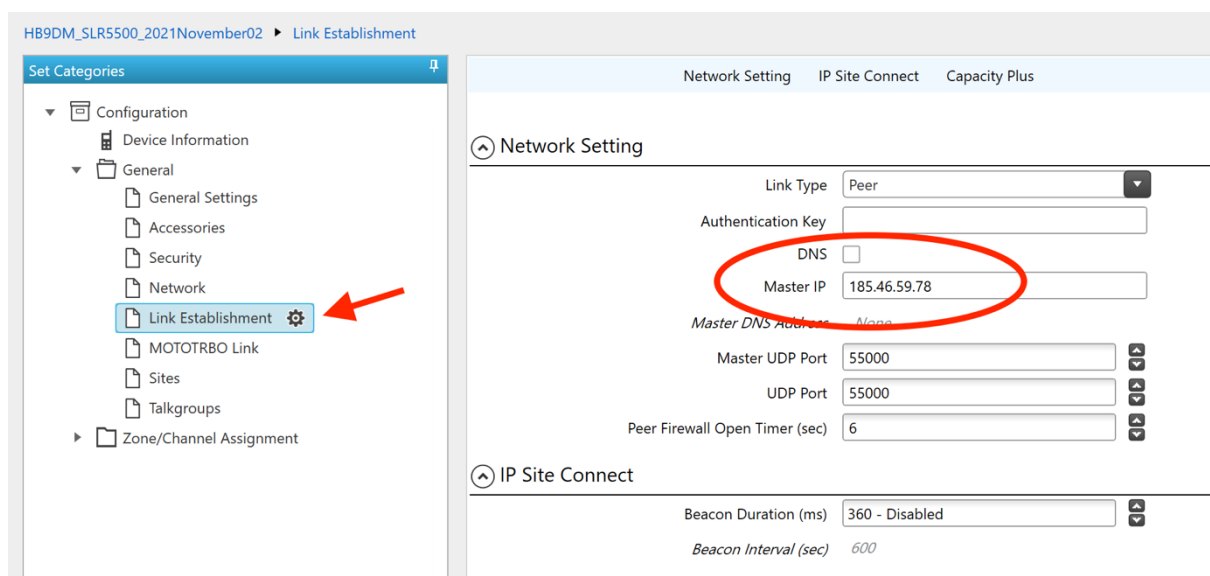 HB9DM_SLR5500_2021November02 ▶ Link Establishment
Set Categories
Configuration
Device Information
General
General Settings
Accessories
Security
Network
Link Establishment
MOTOTRBO Link
Sites
Talkgroups
Zone/Channel Assignment
Network Setting IP Site Connect Capacity Plus
Network Setting
Link Type Peer
Authentication Key
DNS
Master IP 185.46.59.78
Master DNS Address None
Master UDP Port 55000
UDP Port 55000
Peer Firewall Open Timer (sec) 6
IP Site Connect
Beacon Duration (ms) 360 - Disabled
Beacon Interval (sec) 600